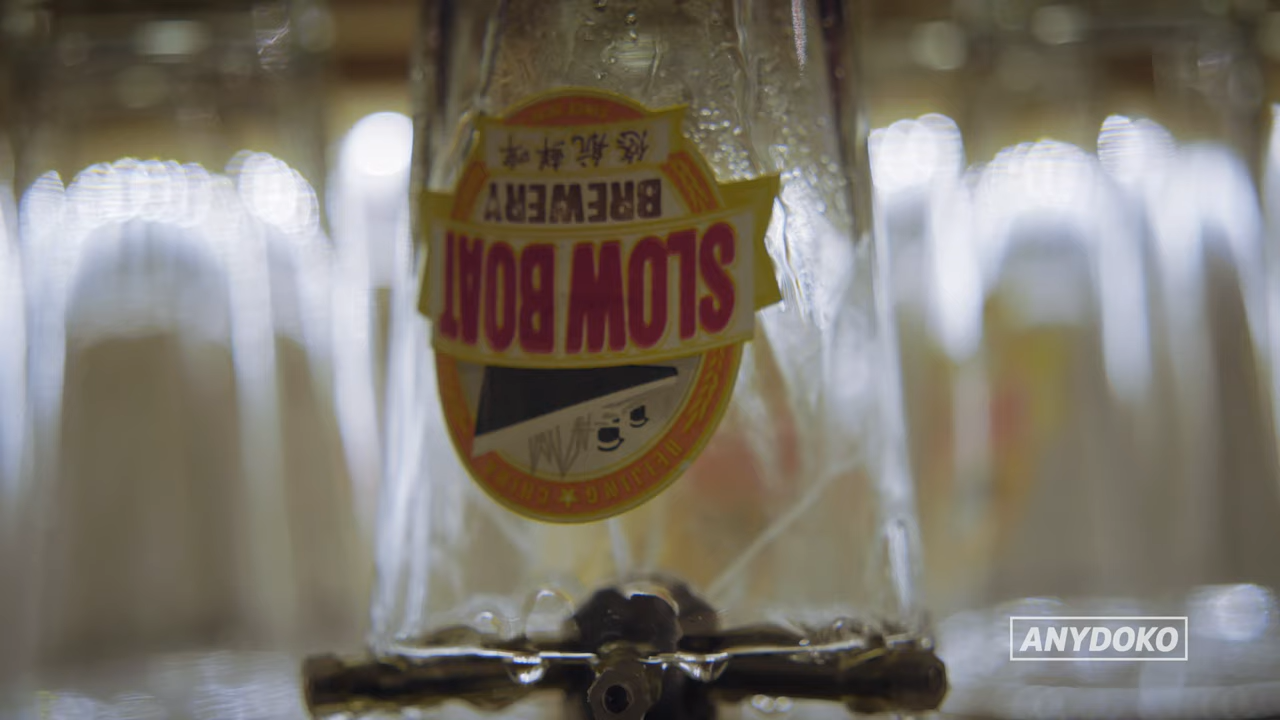 BEIJING ★ CHINA
SLOW BOAT
BREWERY
悠航鲜啤
ANYDOKO